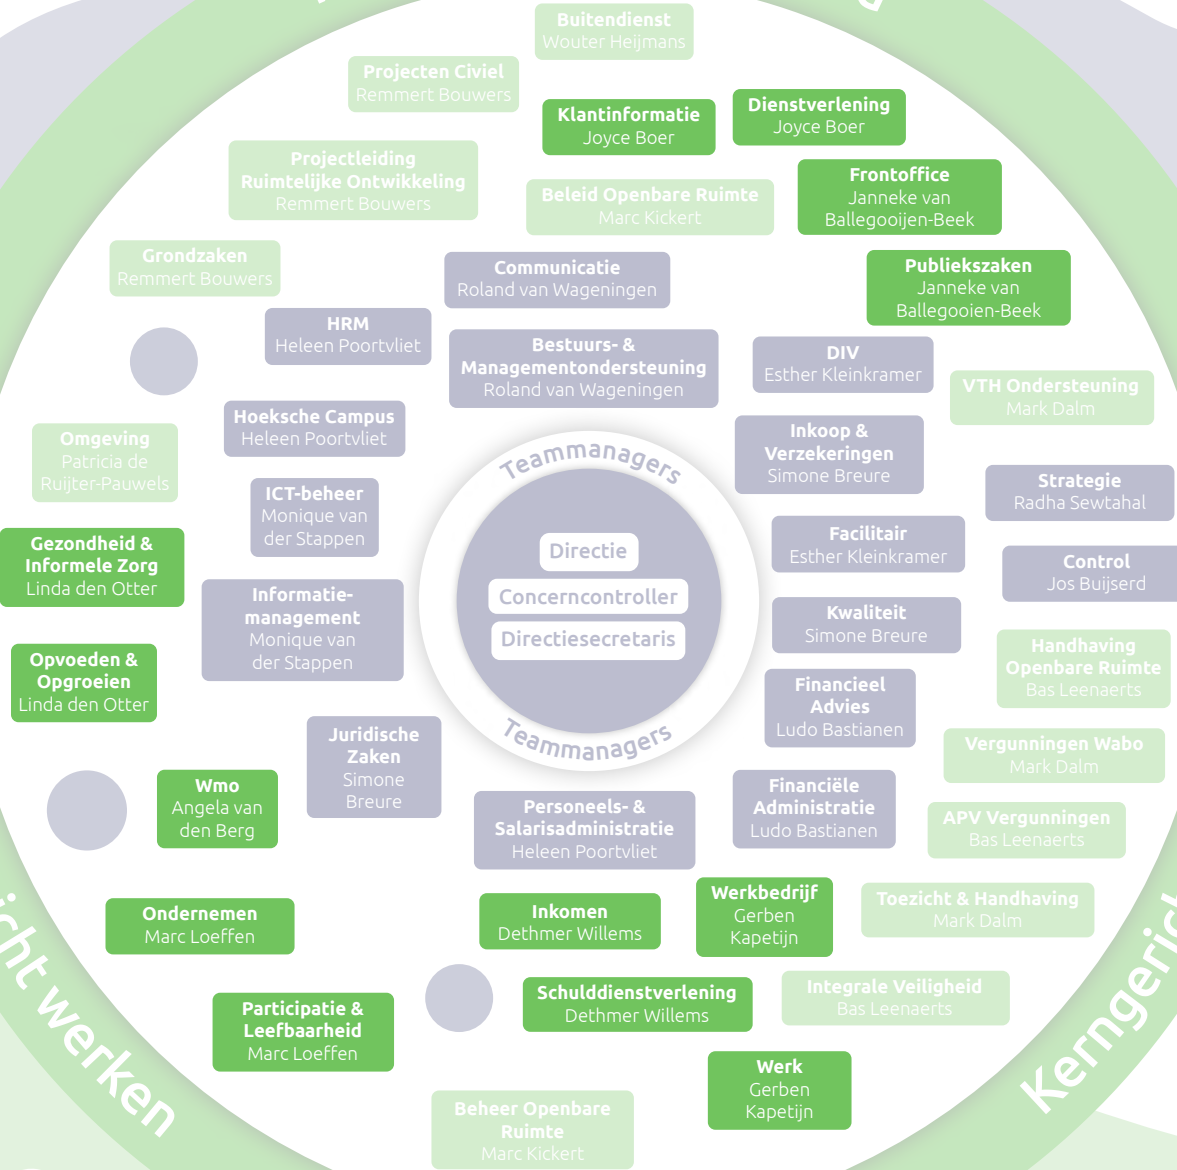 Buitendienst
Wouter Heijmans
Projecten Civiel
Remmert Bouwers
Klantinformatie
Joyce Boer
Dienstverlening
Joyce Boer
Projectleiding
Ruimtelijke Ontwikkeling
Remmert Bouwers
Beleid Openbare Ruimte
Marc Kickert
Frontoffice
Janneke van
Ballegooijen-Beek
Grondzaken
Remmert Bouwers
Communicatie
Roland van Wageningen
Publiekszaken
Janneke van
Ballegooien-Beek
HRM
Heleen Poortvliet
Bestuurs- &
Managementondersteuning
Roland van Wageningen
DIV
Esther Kleinkramer
VTH Ondersteuning
Mark Dalm
Hoeksche Campus
Heleen Poortvliet
Omgeving
Patricia de
Ruijter-Pauwels
Inkoop &
Verzekeringen
Simone Breure
Teammanagers
Strategie
Radha Sewtahal
ICT-beheer
Monique van
der Stappen
Facilitair
Esther Kleinkramer
Gezondheid &
Informele Zorg
Linda den Otter
Directie
Concerncontroller
Directiesecretaris
Control
Jos Buijserd
Informatie-
management
Monique van
der Stappen
Kwaliteit
Simone Breure
Handhaving
Openbare Ruimte
Bas Leenaerts
Opvoeden &
Opgroeien
Linda den Otter
Financieel
Advies
Ludo Bastianen
Teammanagers
Juridische
Zaken
Simone
Breure
Vergunningen Wabo
Mark Dalm
Wmo
Angela van
den Berg
Personeels- &
Salarisadministratie
Heleen Poortvliet
Financiële
Administratie
Ludo Bastianen
APV Vergunningen
Bas Leenaerts
Ondernemen
Marc Loeffen
Inkomen
Dethmer Willems
Werkbedrijf
Gerben
Kapetijn
Toezicht & Handhaving
Mark Dalm
Schulddienstverlening
Dethmer Willems
Integrale Veiligheid
Bas Leenaerts
Participatie &
Leefbaarheid
Marc Loeffen
Werk
Gerben
Kapetijn
Beheer Openbare
Ruimte
Marc Kickert
icht werken
Kerngerich